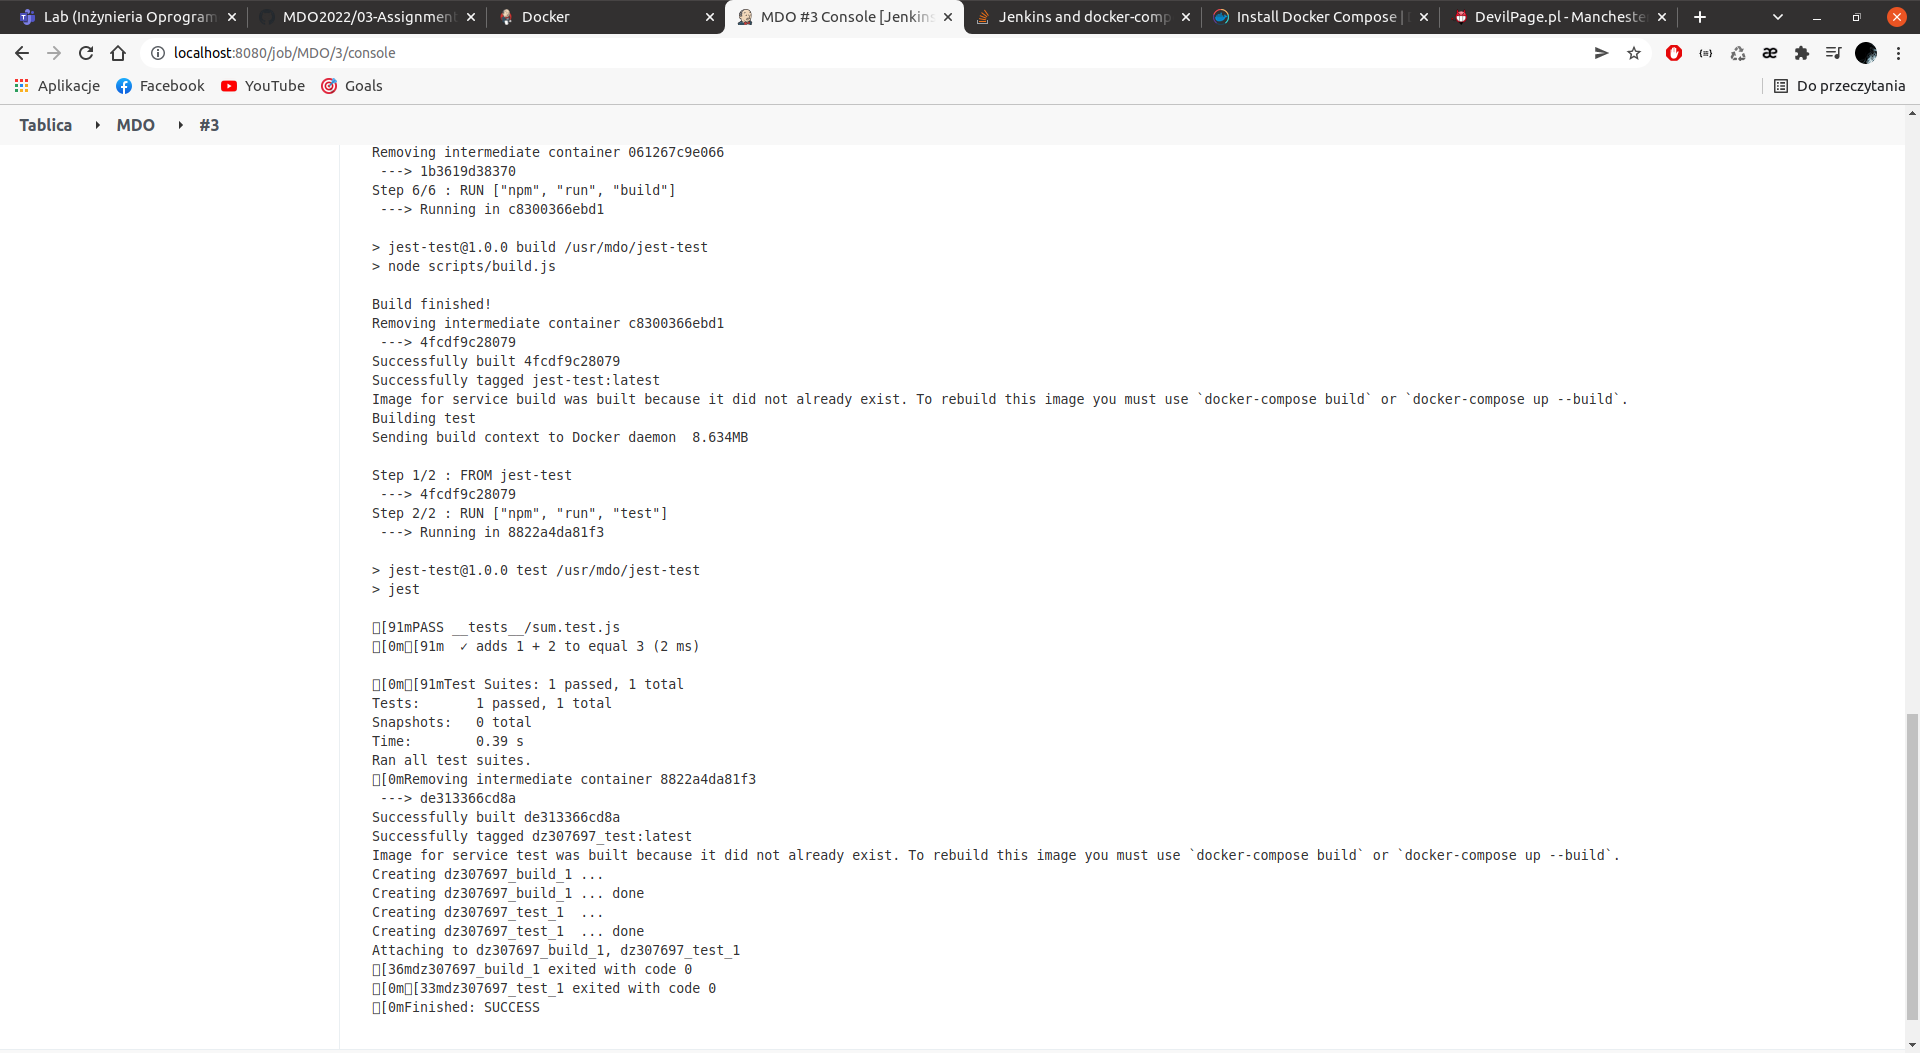 Lab (Inżynieria Oprogram
MDO2022/03-Assignment
Docker
MDO #3 Console [Jenkins
Jenkins and docker-comp
Install Docker Compose |
DevilPage.pl - Manchester
localhost:8080/job/MDO/3/console
Aplikacje
Facebook
YouTube
Goals
Do przeczytania
Tablica
MDO
#3
Removing intermediate container 061267c9e066
 ---> 1b3619d38370
Step 6/6 : RUN ["npm", "run", "build"]
 ---> Running in c8300366ebd1
> jest-test@1.0.0 build /usr/mdo/jest-test
> node scripts/build.js
Build finished!
Removing intermediate container c8300366ebd1
 ---> 4fcdf9c28079
Successfully built 4fcdf9c28079
Successfully tagged jest-test:latest
Image for service build was built because it did not already exist. To rebuild this image you must use `docker-compose build` or `docker-compose up --build`.
Building test
Sending build context to Docker daemon  8.634MB
Step 1/2 : FROM jest-test
 ---> 4fcdf9c28079
Step 2/2 : RUN ["npm", "run", "test"]
 ---> Running in 8822a4da81f3
> jest-test@1.0.0 test /usr/mdo/jest-test
> jest
[91mPASS __tests__/sum.test.js
[0m[91m  ✓ adds 1 + 2 to equal 3 (2 ms)
[0m[91mTest Suites: 1 passed, 1 total
Tests:       1 passed, 1 total
Snapshots:   0 total
Time:        0.39 s
Ran all test suites.
[0mRemoving intermediate container 8822a4da81f3
 ---> de313366cd8a
Successfully built de313366cd8a
Successfully tagged dz307697_test:latest
Image for service test was built because it did not already exist. To rebuild this image you must use `docker-compose build` or `docker-compose up --build`.
Creating dz307697_build_1 ...
Creating dz307697_build_1 ... done
Creating dz307697_test_1  ...
Creating dz307697_test_1  ... done
Attaching to dz307697_build_1, dz307697_test_1
[36mdz307697_build_1 exited with code 0
[0m[33mdz307697_test_1 exited with code 0
[0mFinished: SUCCESS